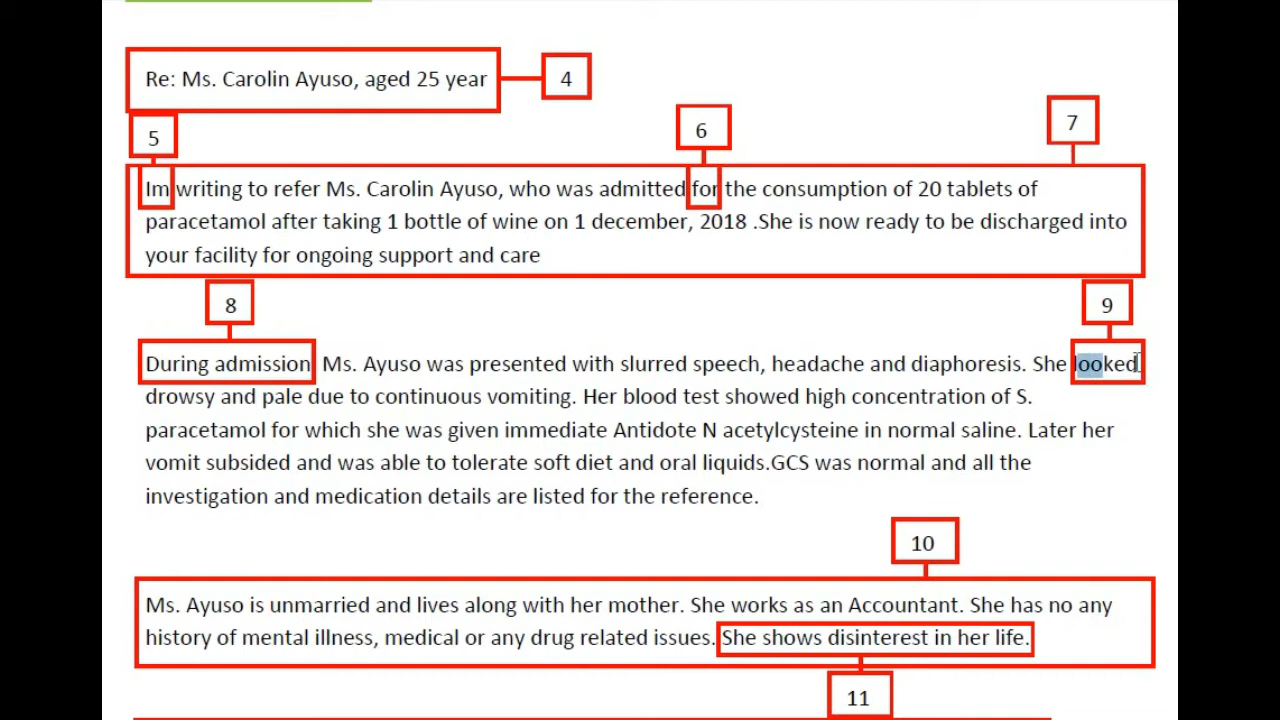 Re: Ms. Carolin Ayuso, aged 25 year
4
5
6
7
Im writing to refer Ms. Carolin Ayuso, who was admitted for the consumption of 20 tablets of
paracetamol after taking 1 bottle of wine on 1 december, 2018 .She is now ready to be discharged into
your facility for ongoing support and care
8
9
During admission Ms. Ayuso was presented with slurred speech, headache and diaphoresis. She looked
drowsy and pale due to continuous vomiting. Her blood test showed high concentration of S.
paracetamol for which she was given immediate Antidote N acetylcysteine in normal saline. Later her
vomit subsided and was able to tolerate soft diet and oral liquids.GCS was normal and all the
investigation and medication details are listed for the reference.
10
Ms. Ayuso is unmarried and lives along with her mother. She works as an Accountant. She has no any
history of mental illness, medical or any drug related issues. She shows disinterest in her life.
11